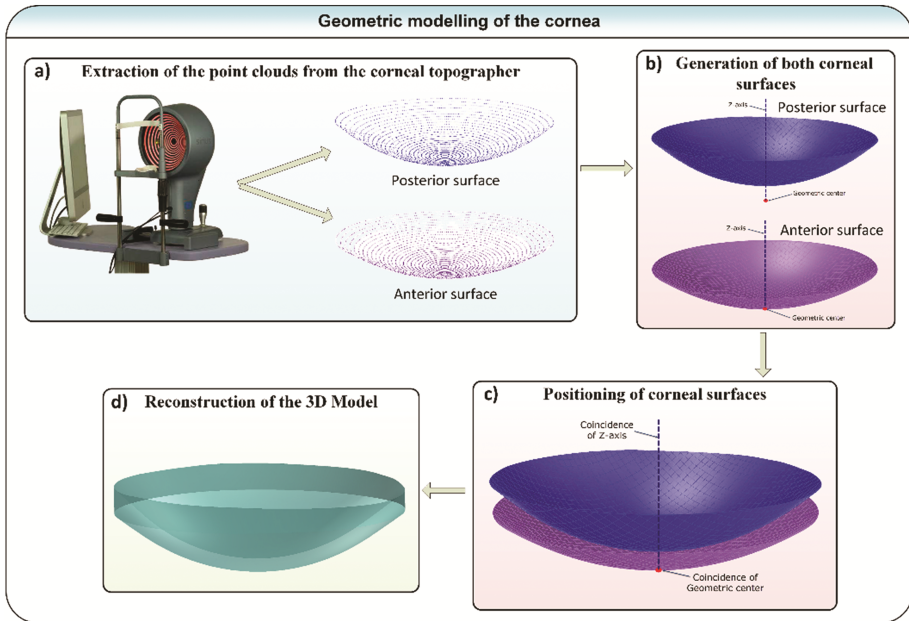 Geometric modelling of the cornea
a) Extraction of the point clouds from the corneal topographer
Posterior surface
Anterior surface
b) Generation of both corneal
surfaces
Z-axis
Posterior surface
Geometric center
Z-axis
Anterior surface
Geometric center
c) Positioning of corneal surfaces
Coincidence
of Z-axis
Coincidence of
Geometric center
d) Reconstruction of the 3D Model